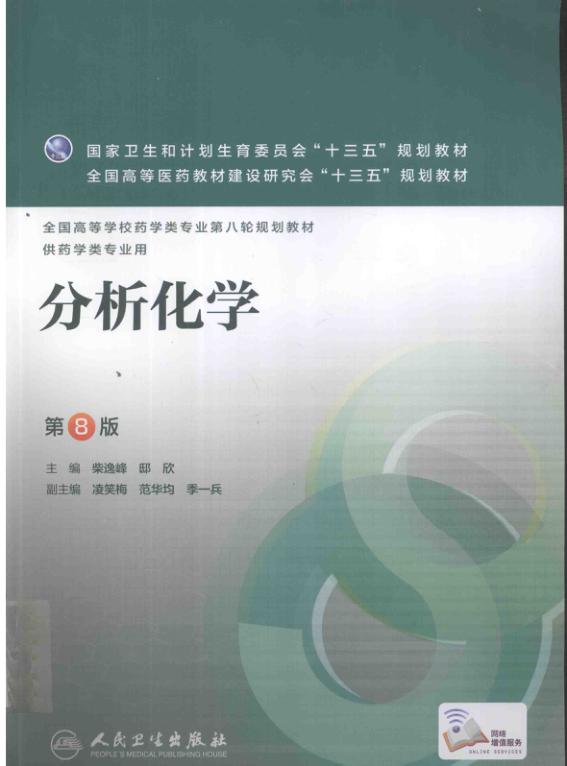 国家卫生和计划生育委员会“十三五”规划教材
全国高等医药教材建设研究会“十三五”规划教材
全国高等学校药学类专业第八轮规划教材
供药学类专业用
分析化学
第8版
主 编 柴逸峰 邸 欣
副主编 凌笑梅 范华均 季一兵
人民卫生出版社
PEOPLE'S MEDICAL PUBLISHING HOUSE
网络
增值服务
ONLINE SERVICES